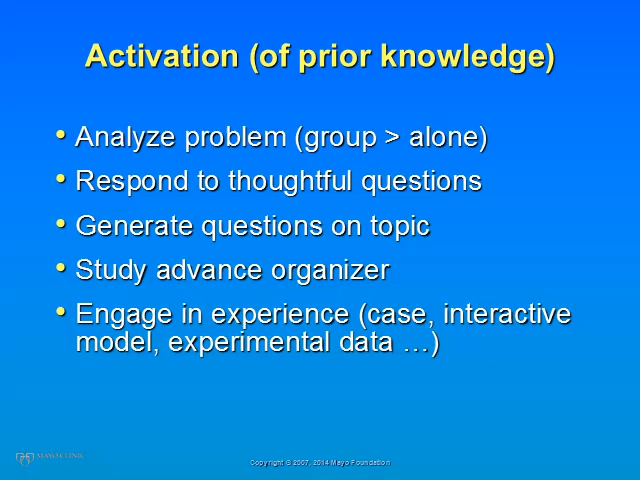 Activation (of prior knowledge)
• Analyze problem (group > alone)
• Respond to thoughtful questions
• Generate questions on topic
• Study advance organizer
• Engage in experience (case, interactive
model, experimental data …)
MAYO CLINIC
Copyright © 2007, 2014 Mayo Foundation